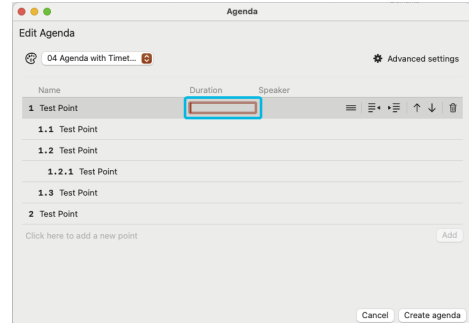 Agenda
Edit Agenda
04 Agenda with Timet... Advanced settings
Name Duration Speaker
1 Test Point
1.1 Test Point
1.2 Test Point
1.2.1 Test Point
1.3 Test Point
2 Test Point
Click here to add a new point Add
Cancel Create agenda